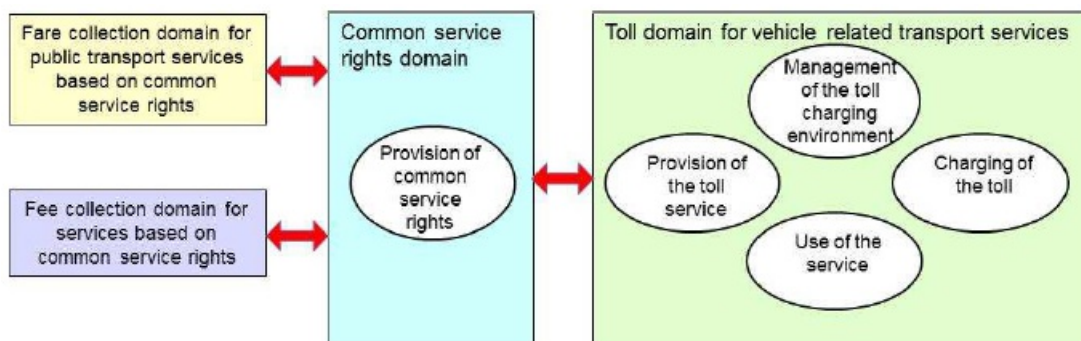 Fare collection domain for
public transport services
based on common
service rights
Fee collection domain for
services based on
common service rights
Common service
rights domain
Provision of
common
service
rights
Toll domain for vehicle related transport services
Management
of the toll
charging
environment
Provision of
the toll
service
Charging of
the toll
Use of the
service